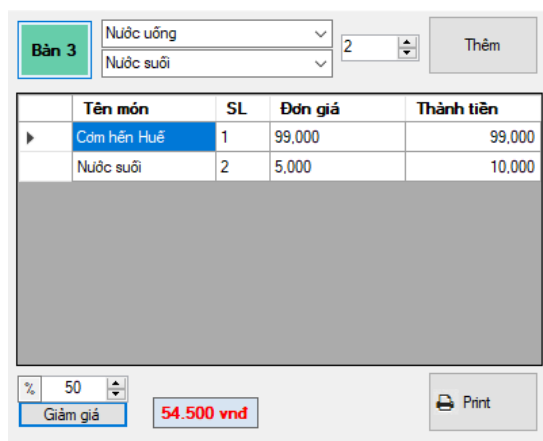 Bàn 3
Nước uống
Nước suối
2
Thêm
Tên món SL Đơn giá Thành tiền
Cơm hến Huế 1 99,000 99,000
Nước suối 2 5,000 10,000
% 50
Giảm giá
54.500 vnđ
Print